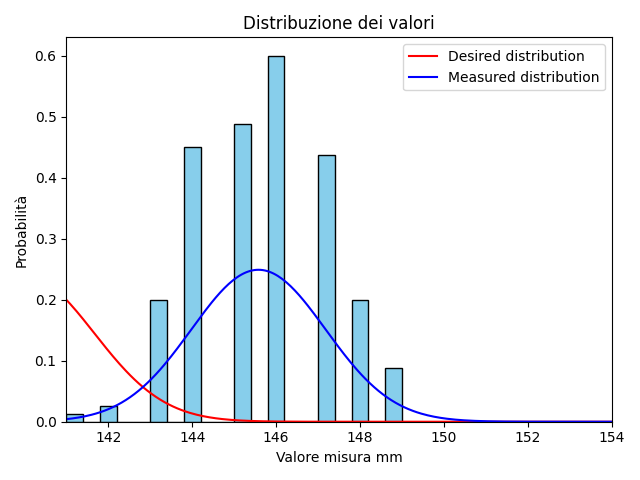 Distribuzione dei valori
Desired distribution
Measured distribution
Probabilità
0.6
0.5
0.4
0.3
0.2
0.1
0.0
142 144 146 148 150 152 154
Valore misura mm